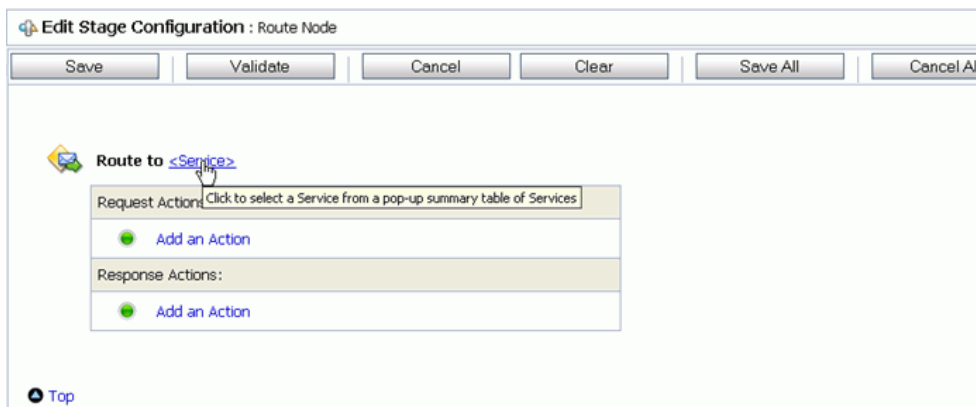 Edit Stage Configuration : Route Node
Save Validate Cancel Clear Save All Cancel Al
Route to <Service>
Click to select a Service from a pop-up summary table of Services
Request Actions
Add an Action
Response Actions:
Add an Action
Top